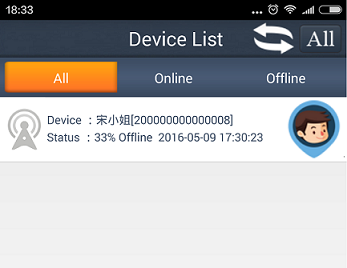 18:33
Device List
All
All
Online
Offline
Device ：宋小姐[200000000000008]
Status ：33% Offline 2016-05-09 17:30:23